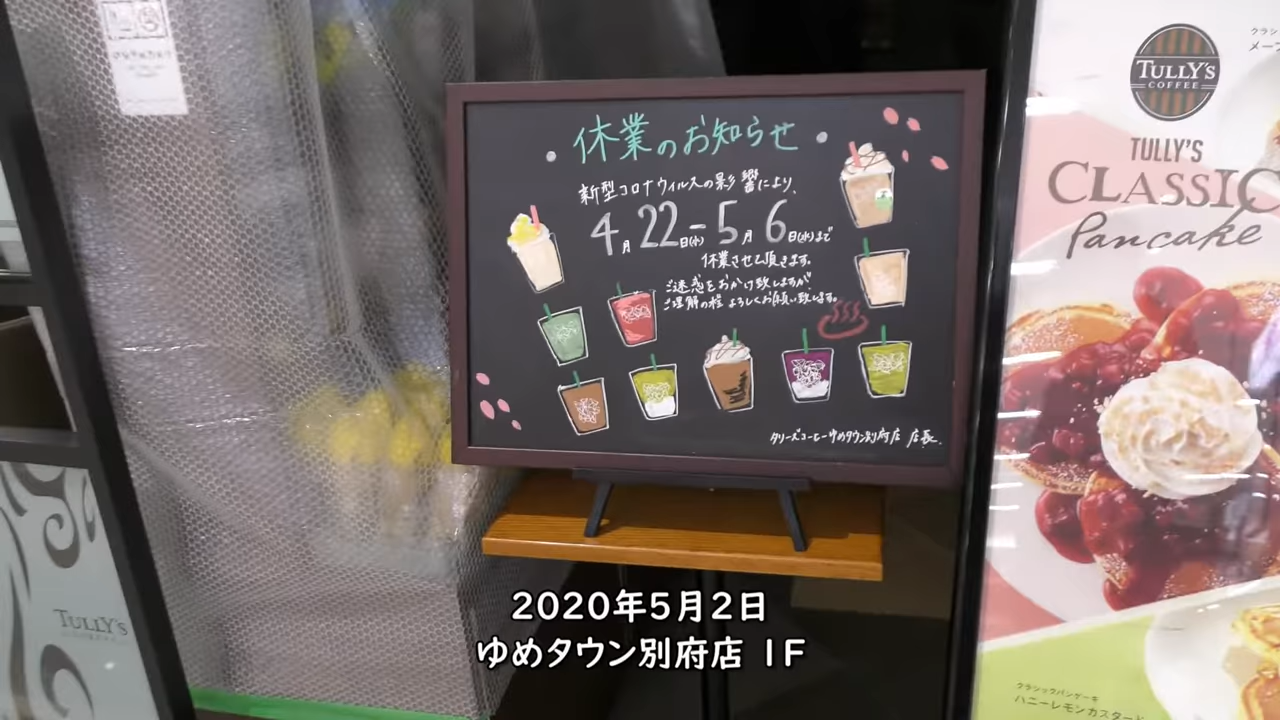 休業のお知らせ
新型コロナウィルスの影響により、
4月22日(水)-5月6日(水)まで
休業させて頂きます。
ご迷惑をおかけ致しますが、
ご理解の程 よろしくお願い致します。
タリーズコーヒーゆめタウン別府店 店長.
TULLY'S
COFFEE
TULLY'S
CLASSIC
Pancake
クラシックパンケーキ
ハニーレモンカスタード
TULLY'S
2020年5月2日
ゆめタウン別府店 1F